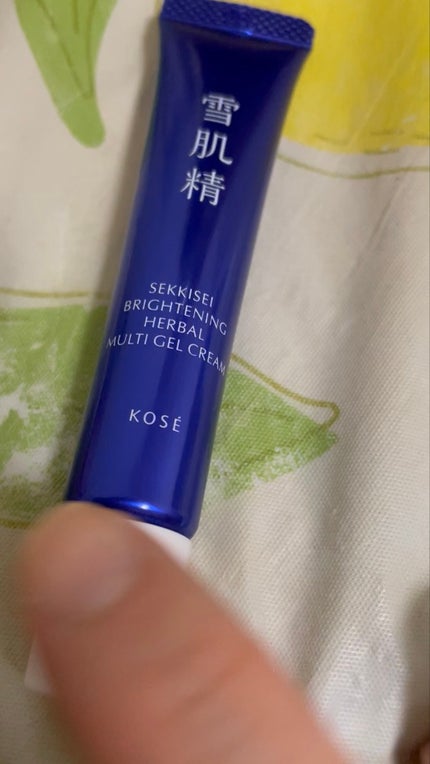 雪
肌
精
SEKKISEI
BRIGHTENING
HERBAL
MULTI GEL CREAM
KOSÉ